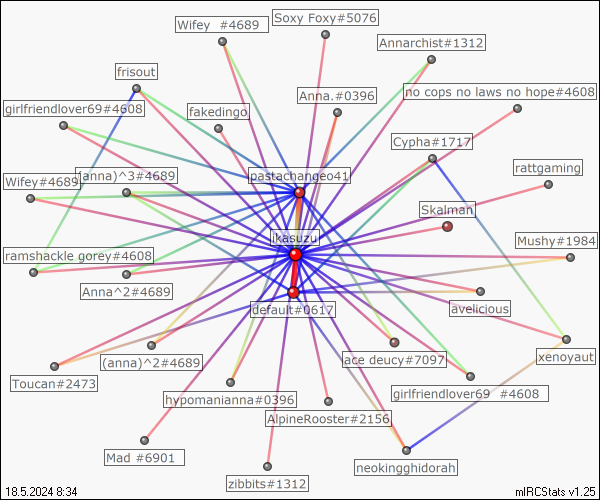 Soxy Foxy#5076
Wifey #4689
Annarchist#1312
frisout
no cops no laws no hope#4608
Anna.#0396
girlfriendlover69#4608
fakedingo
Cypha#1717
rattgaming
(anna)^3#4689
pastachangeo41
Wifey#4689
Skalman
ikasuzu
Mushy#1984
ramshackle gorey#4608
Anna^2#4689
default#0617
avelicious
(anna)^2#4689
ace deucy#7097
xenoyaut
Toucan#2473
girlfriendlover69 #4608
hypomanianna#0396
AlpineRooster#2156
Mad #6901
neokingghidorah
zibbits#1312
18.5.2024 8:34
mIRCStats v1.25